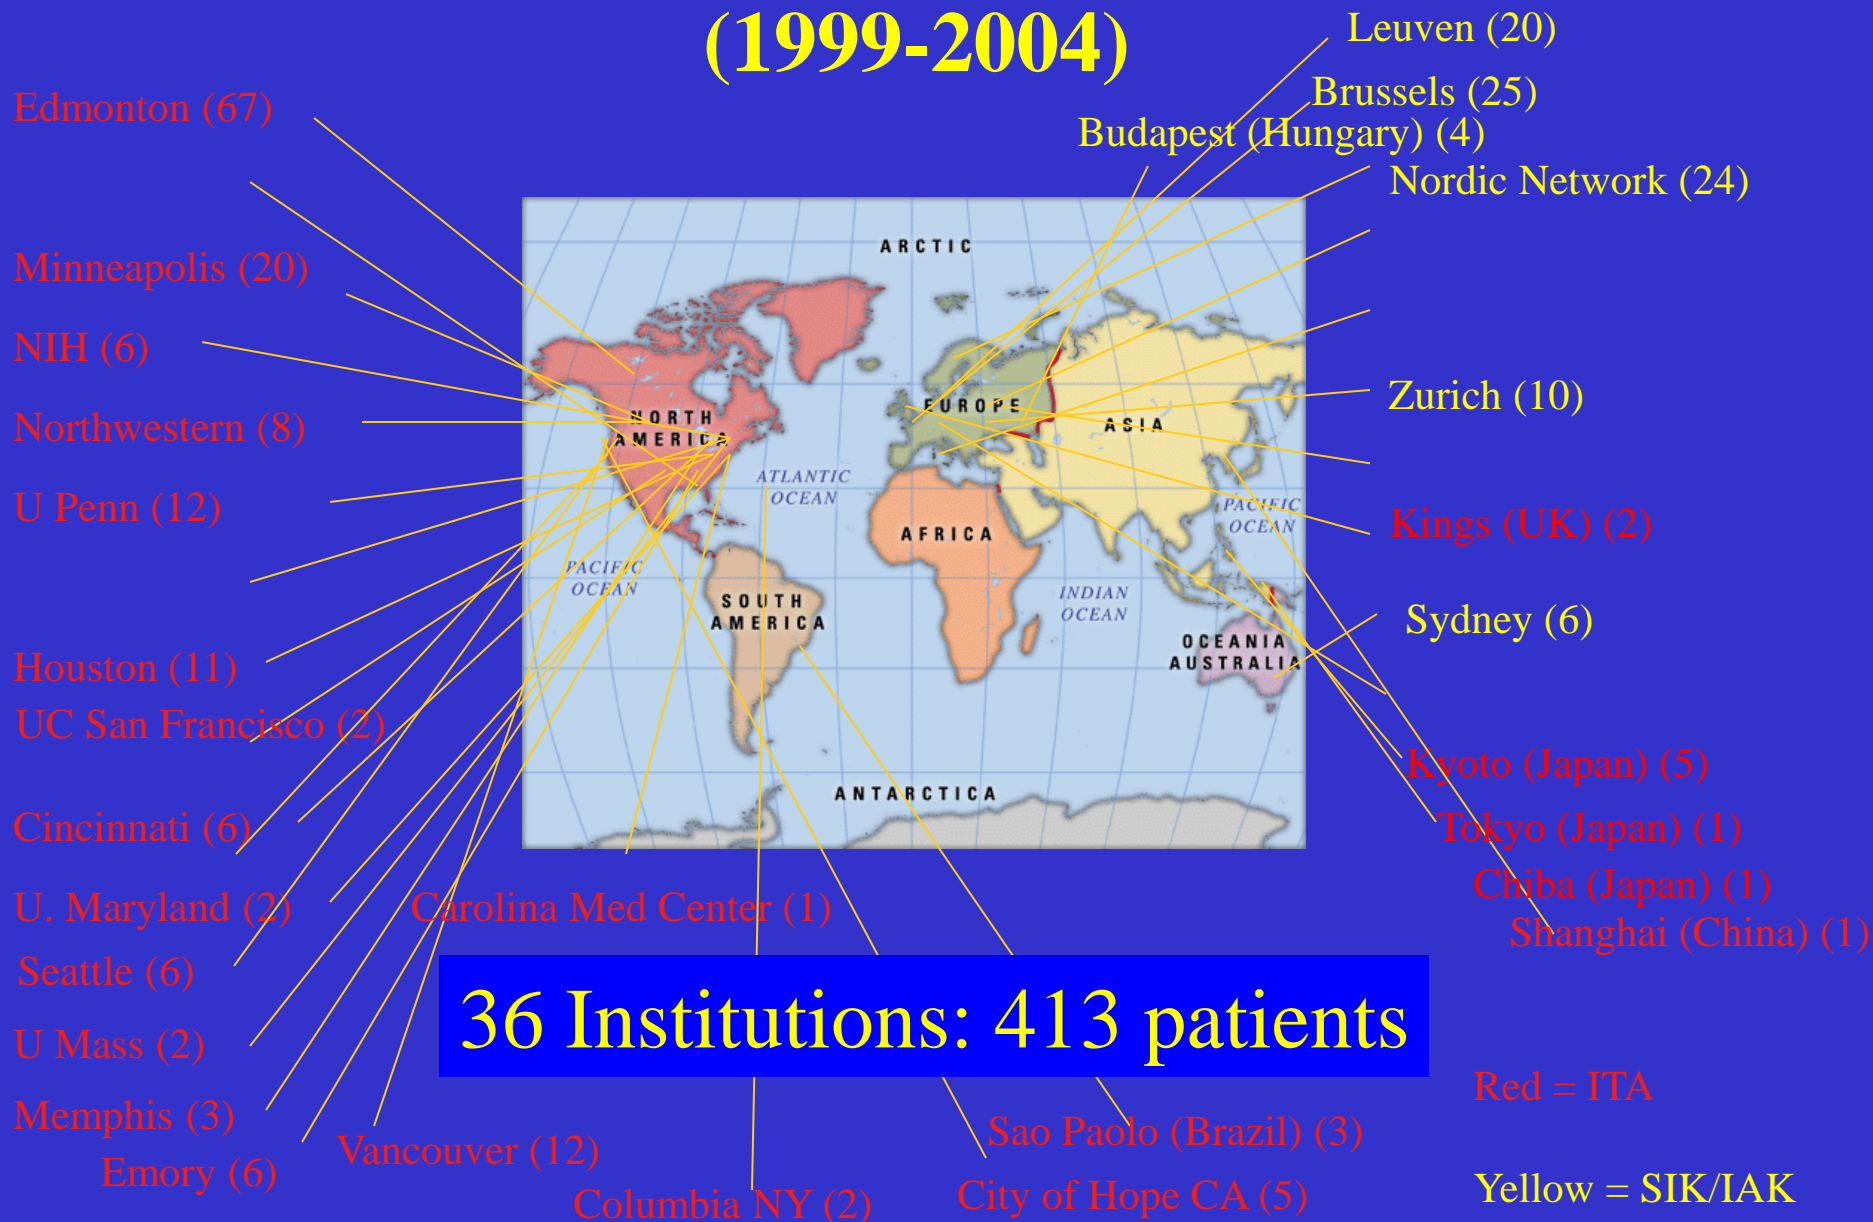 (1999-2004)
Leuven (20)
Brussels (25)
Edmonton (67)
Budapest (Hungary) (4)
Nordic Network (24)
ARCTIC
Minneapolis (20)
NIH (6)
Zurich (10)
NORTH
AMERICA
EUROPE
ASIA
Northwestern (8)
ATLANTIC
OCEAN
U Penn (12)
PACIFIC
OCEAN
Kings (UK) (2)
AFRICA
PACIFIC
OCEAN
SOUTH
AMERICA
INDIAN
OCEAN
Sydney (6)
OCEANIA
AUSTRALIA
Houston (11)
UC San Francisco (2)
Kyoto (Japan) (5)
ANTARCTICA
Cincinnati (6)
Tokyo (Japan) (1)
Chiba (Japan) (1)
U. Maryland (2)
Carolina Med Center (1)
Shanghai (China) (1)
Seattle (6)
36 Institutions: 413 patients
U Mass (2)
Red = ITA
Memphis (3)
Sao Paolo (Brazil) (3)
Vancouver (12)
Emory (6)
Yellow = SIK/IAK
Columbia NY (2)
City of Hope CA (5)